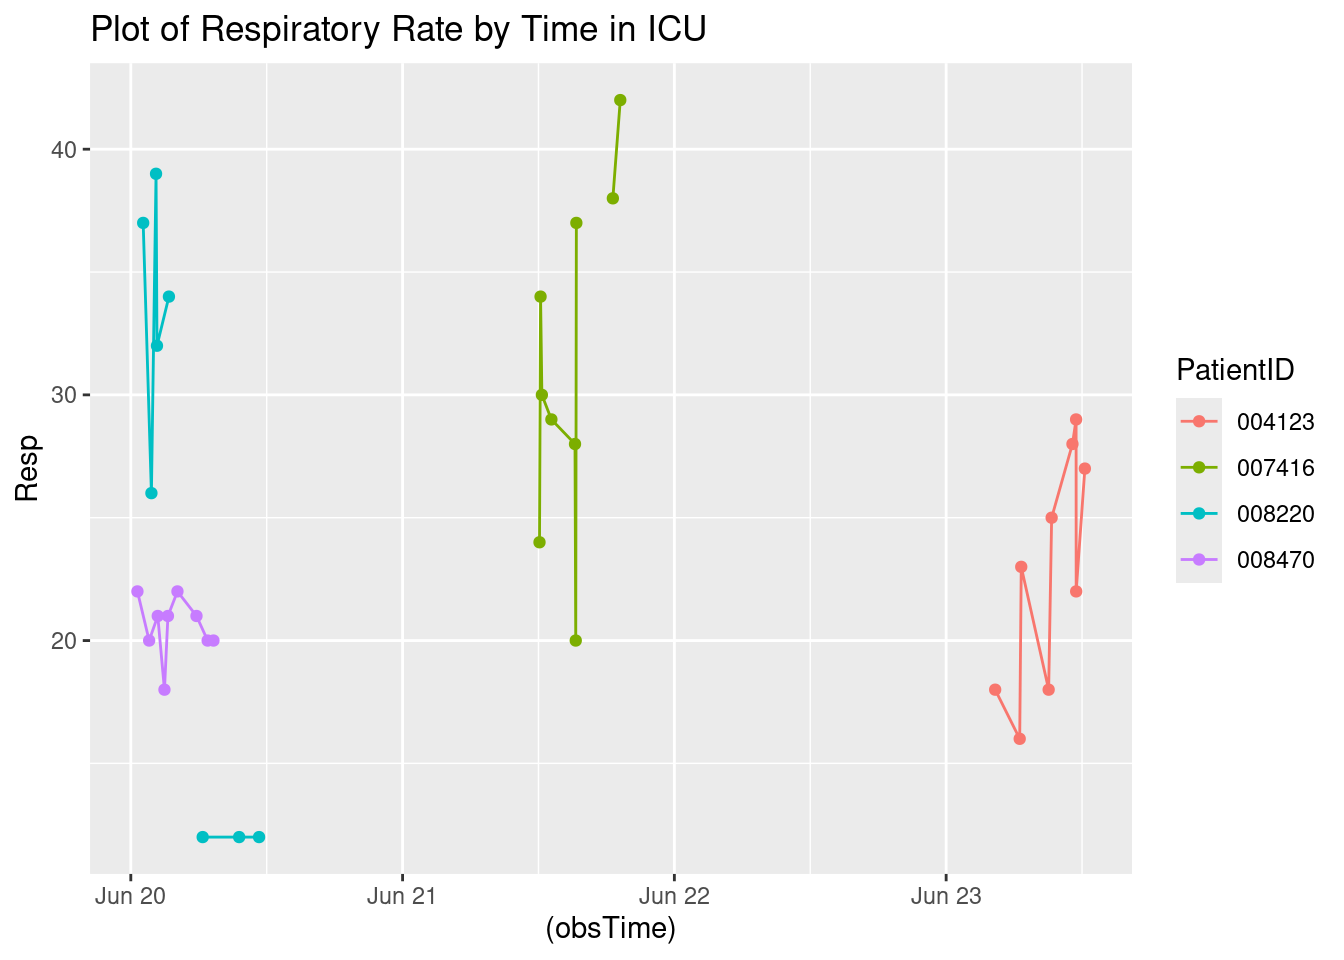 Plot of Respiratory Rate by Time in ICU
40
30
20
Resp
Jun 20
Jun 21
Jun 22
Jun 23
(obsTime)
PatientID
004123
007416
008220
008470